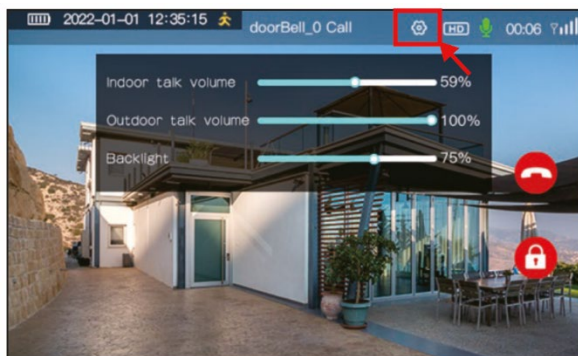 2022-01-01 12:35:15 doorBell_0 Call HD 00:06
Indoor talk volume 59%
Outdoor talk volume 100%
Backlight 75%